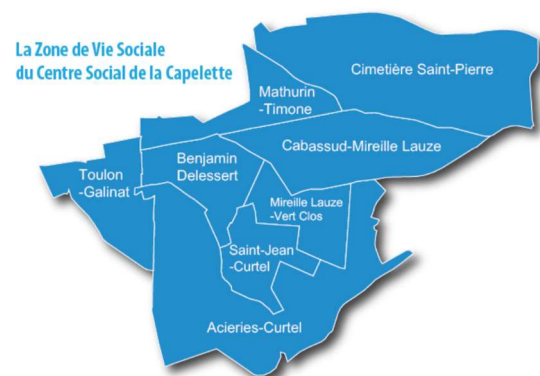 La Zone de Vie Sociale
du Centre Social de la Capelette
Cimetière Saint-Pierre
Mathurin
-Timone
Cabassud-Mireille Lauze
Benjamin
Delessert
Toulon
-Galinat
Mireille Lauze
-Vert Clos
Saint-Jean
-Curtel
Acieries-Curtel